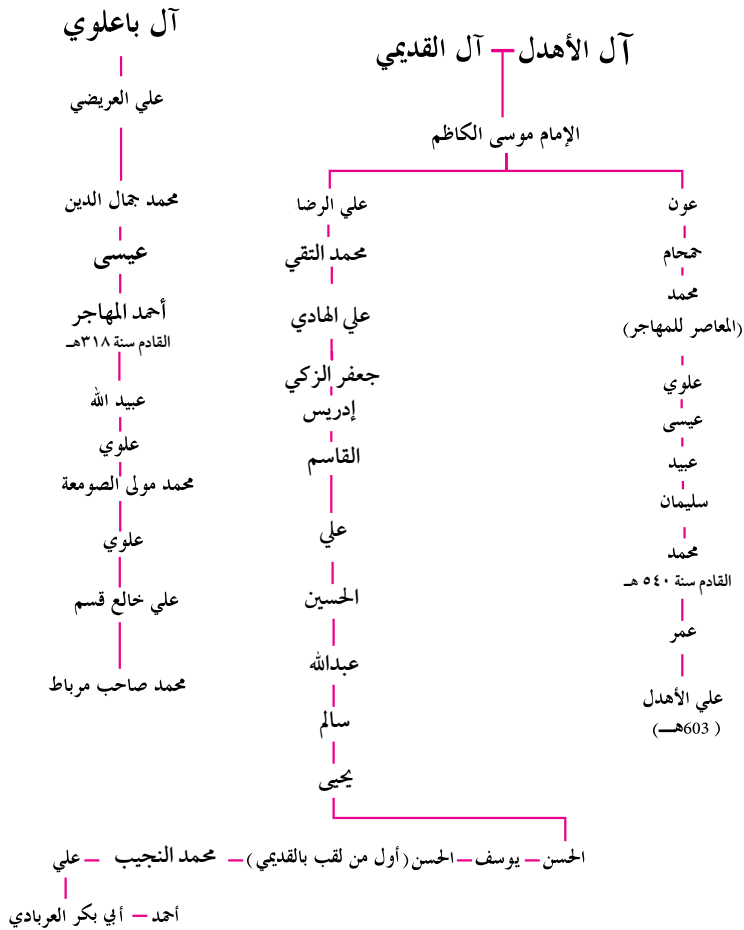 آل الأهدل — آل القديمي
الإمام موسى الكاظم
عون
حمحام
محمد
(المعاصر للمهاجر)
علوي
عيسى
عبيد
سليمان
محمد
القادم سنة ٥٤٠ هـ
عمر
علي الأهدل
(603هـ)
علي الرضا
محمد التقي
علي الهادي
جعفر الزكي
إدريس
القاسم
علي
الحسين
عبدالله
سالم
يحيى
الحسن — يوسف — الحسن (أول من لقب بالقديمي) — محمد النجيب — علي
أحمد — أبي بكر العربادي
آل باعلوي
علي العريضي
محمد جمال الدين
عيسى
أحمد المهاجر
القادم سنة ٣١٨هـ
عبيد الله
علوي
محمد مولى الصومعة
علوي
علي خالع قسم
محمد صاحب مرباط